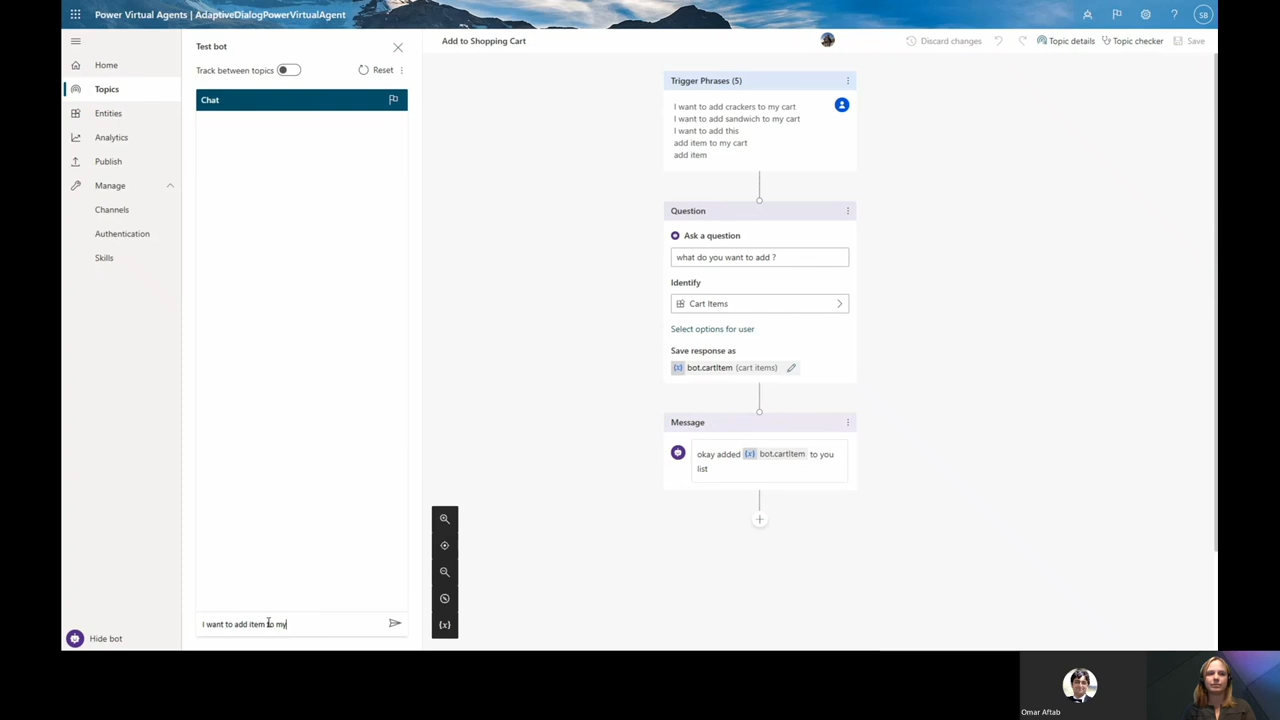 Power Virtual Agents | AdaptiveDialogPowerVirtualAgent
SB
Home
Topics
Entities
Analytics
Publish
Manage
Channels
Authentication
Skills
Hide bot
Test bot
Track between topics
Reset
Chat
I want to add item to my
Add to Shopping Cart
Discard changes
Topic details
Topic checker
Save
Trigger Phrases (5)
I want to add crackers to my cart
I want to add sandwich to my cart
I want to add this
add item to my cart
add item
Question
Ask a question
what do you want to add ?
Identify
Cart Items
Select options for user
Save response as
{x} bot.cartItem (cart items)
Message
okay added {x} bot.cartItem to you
list
{x}
Omar Aftab